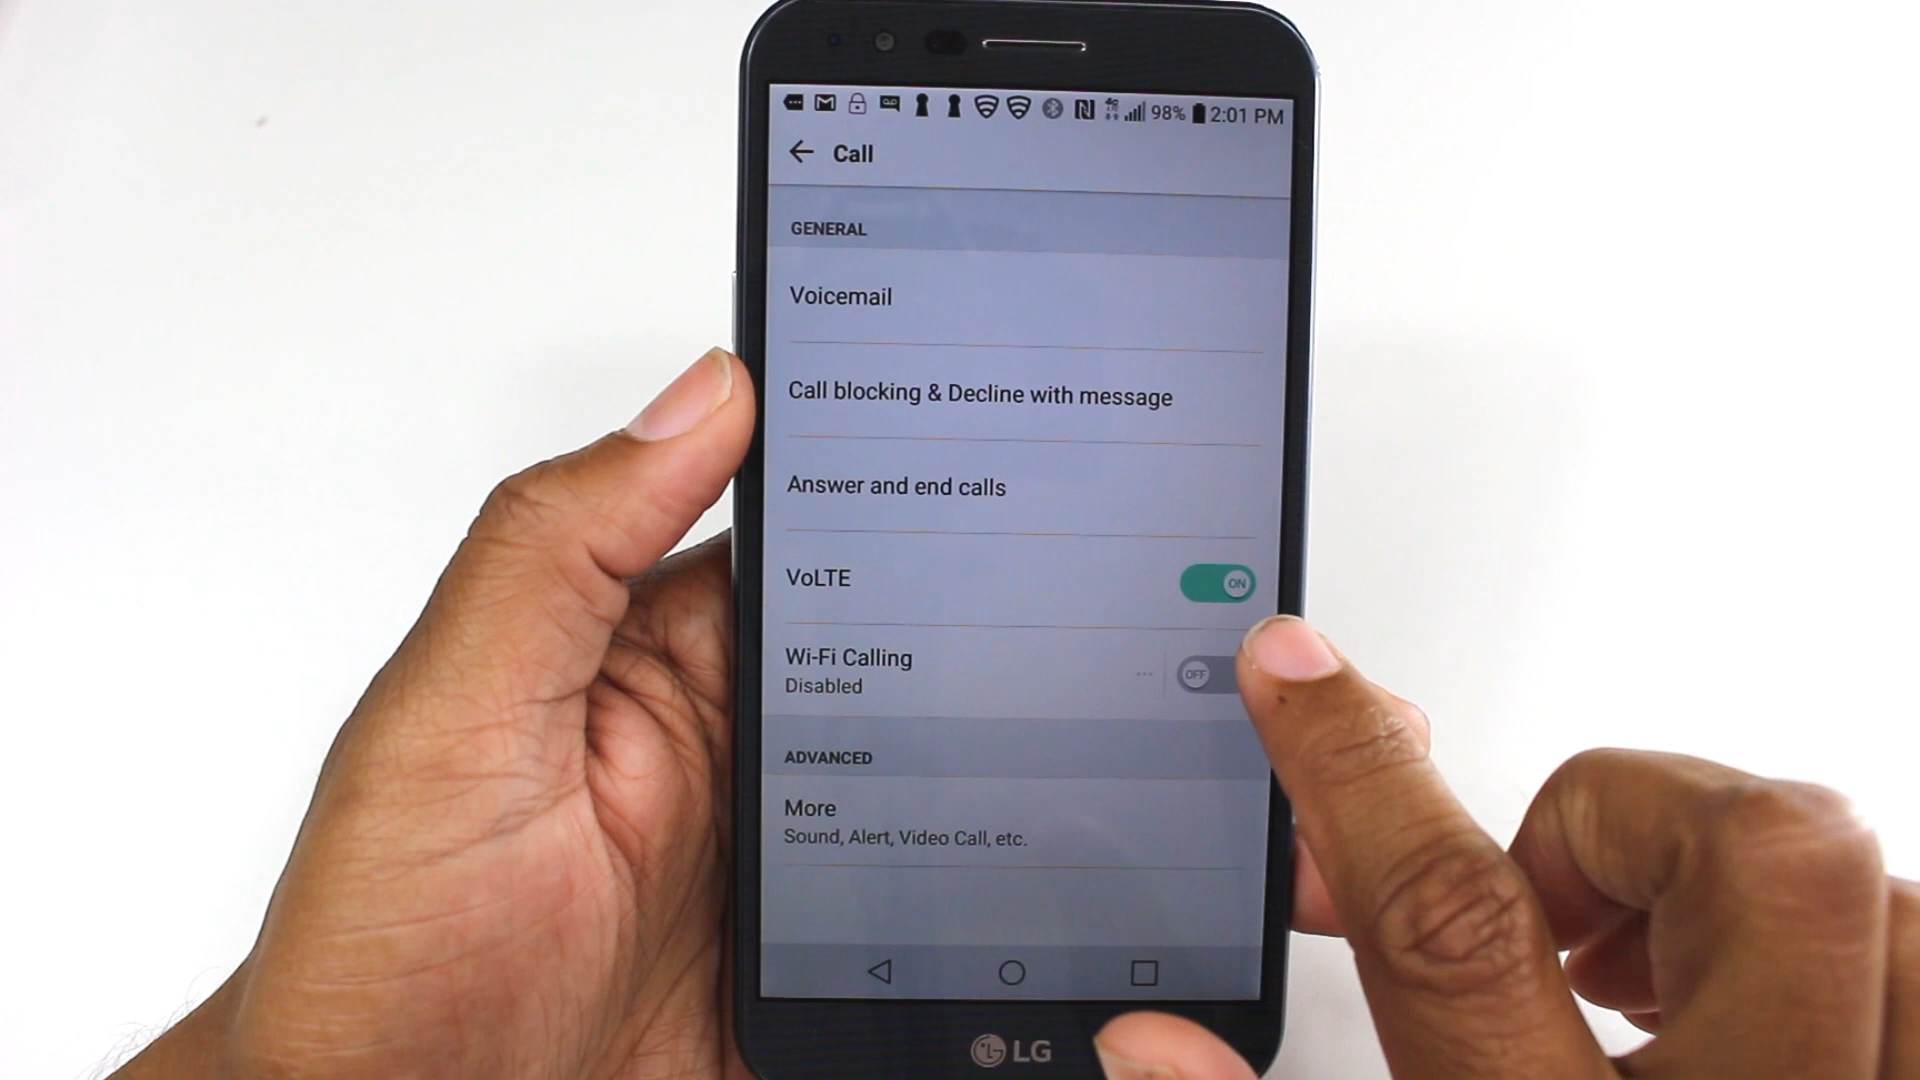 98% 2:01 PM
Call
GENERAL
Voicemail
Call blocking & Decline with message
Answer and end calls
VoLTE
ON
Wi-Fi Calling
OFF
Disabled
ADVANCED
More
Sound, Alert, Video Call, etc.
LG